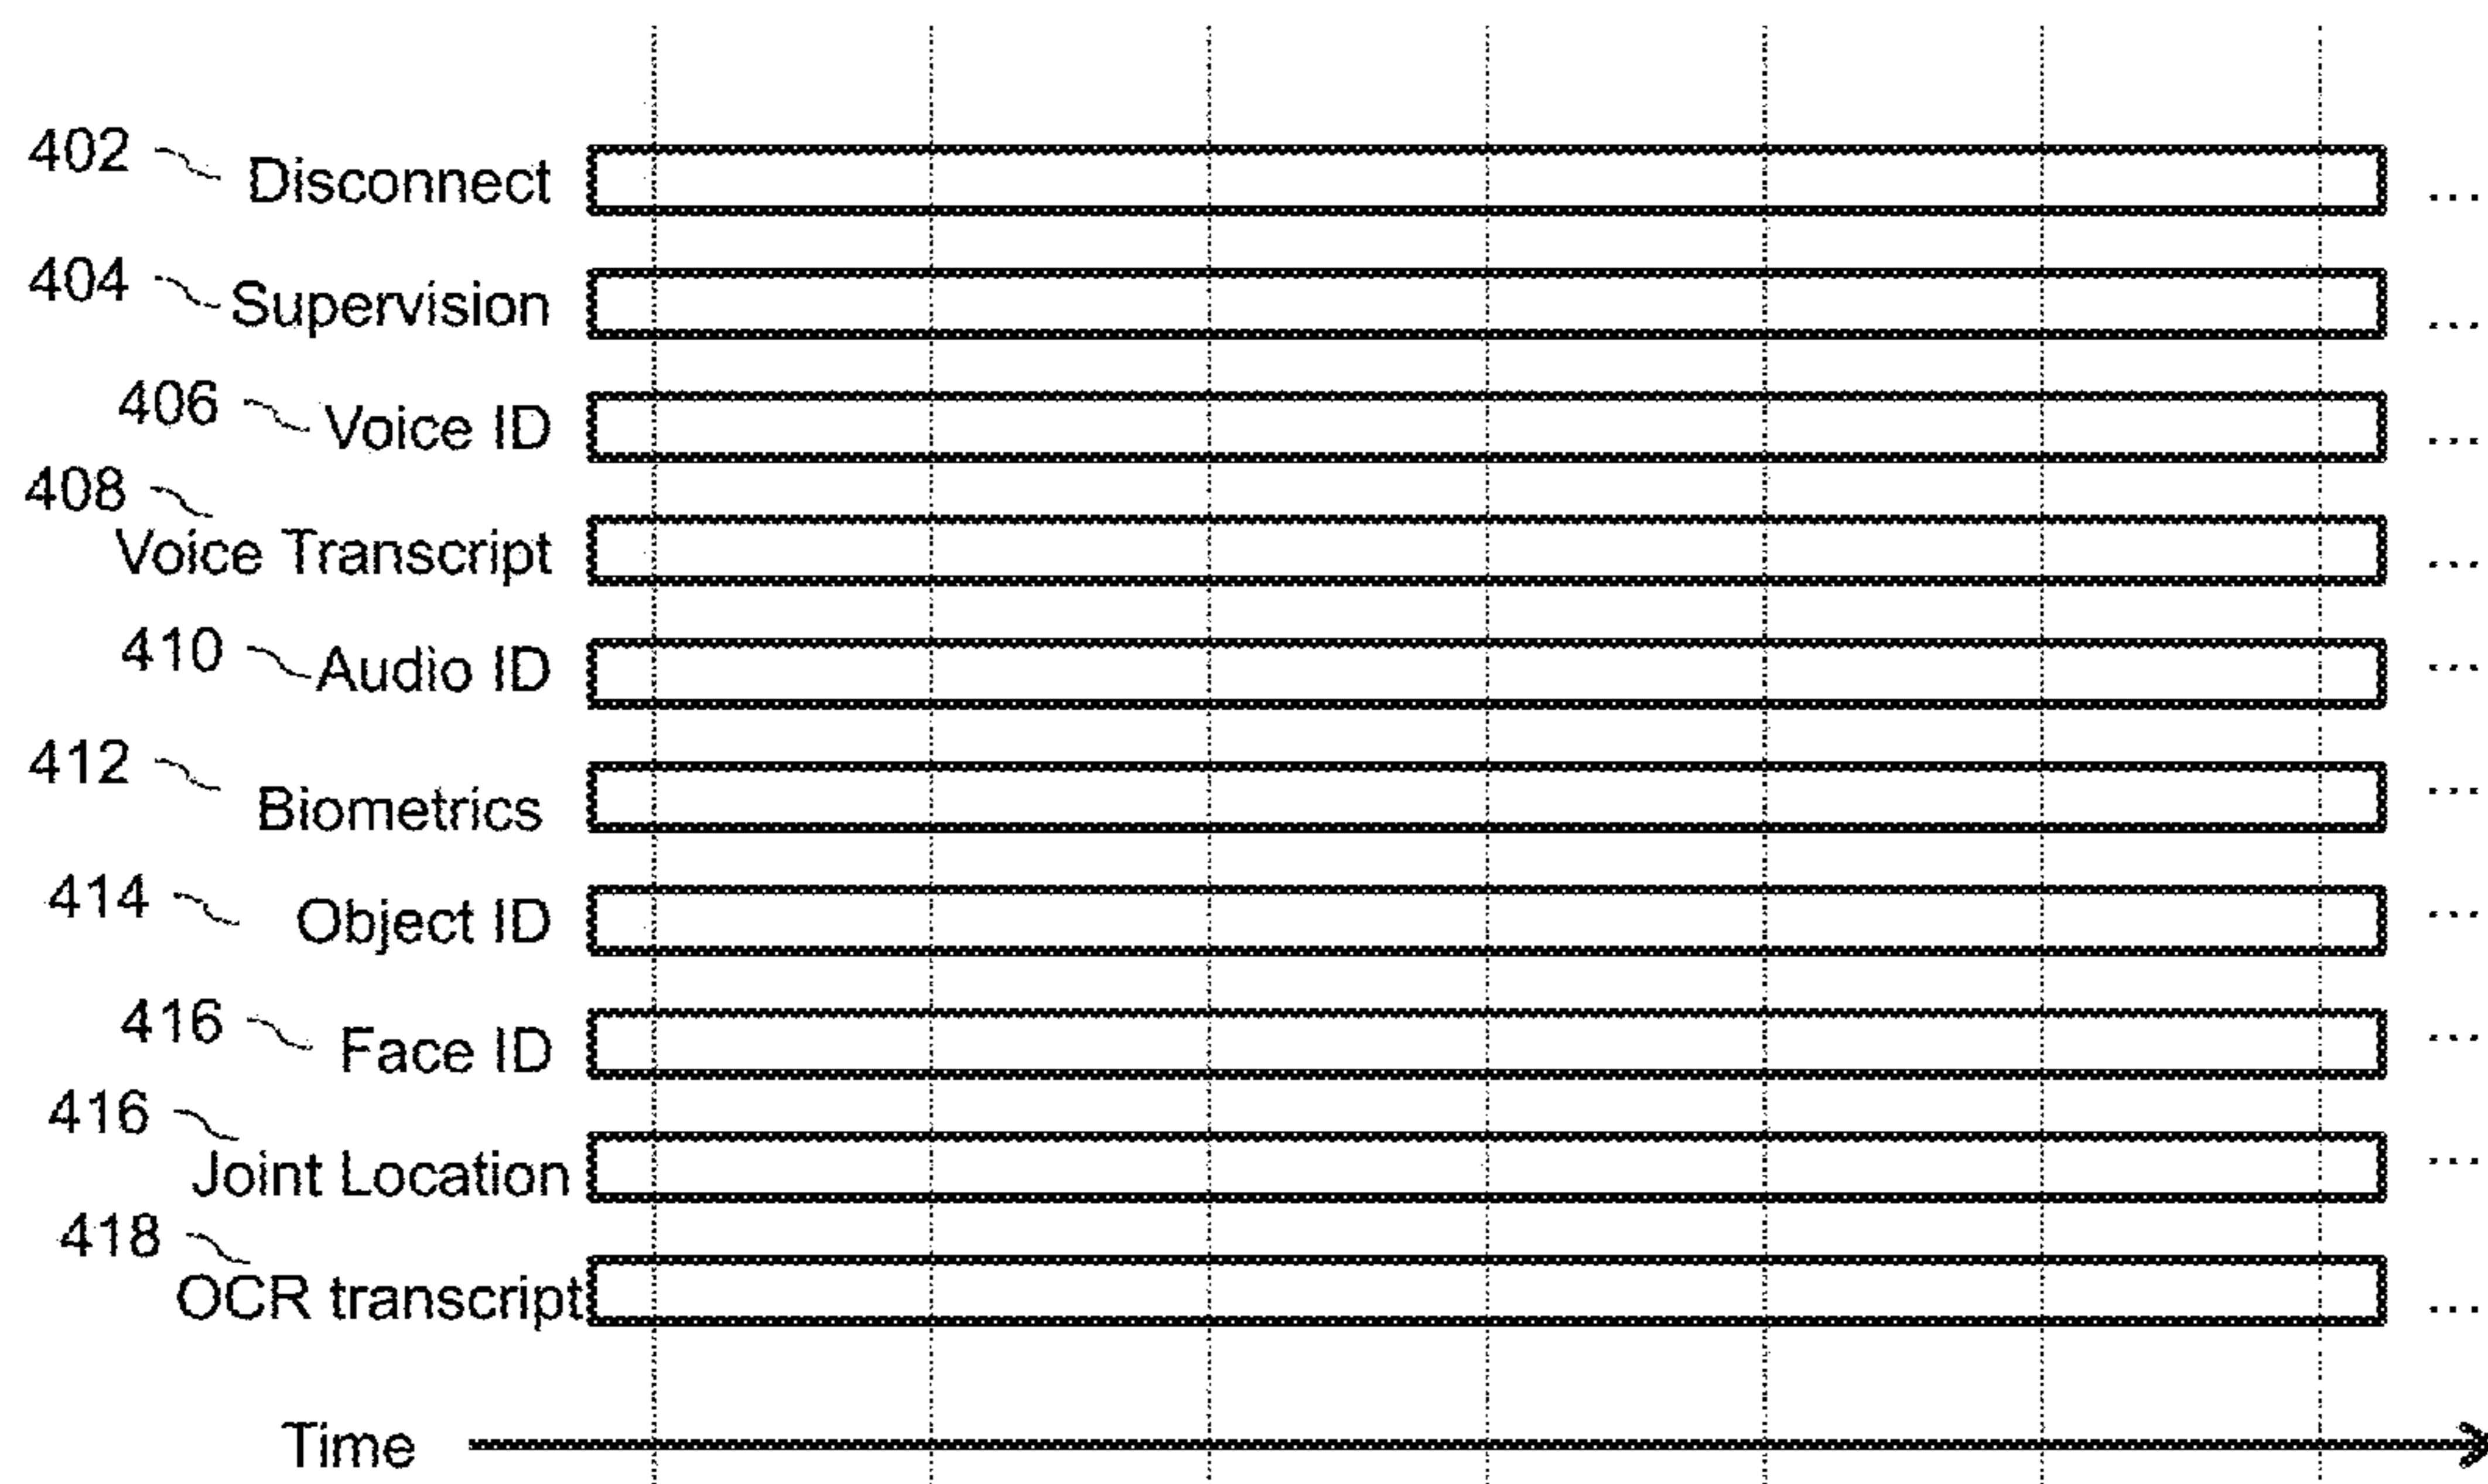 402 Disconnect ...
404 Supervision ...
406 Voice ID ...
408
Voice Transcript ...
410 Audio ID ...
412 Biometrics ...
414 Object ID ...
416 Face ID ...
416
Joint Location ...
418
OCR transcript ...
Time